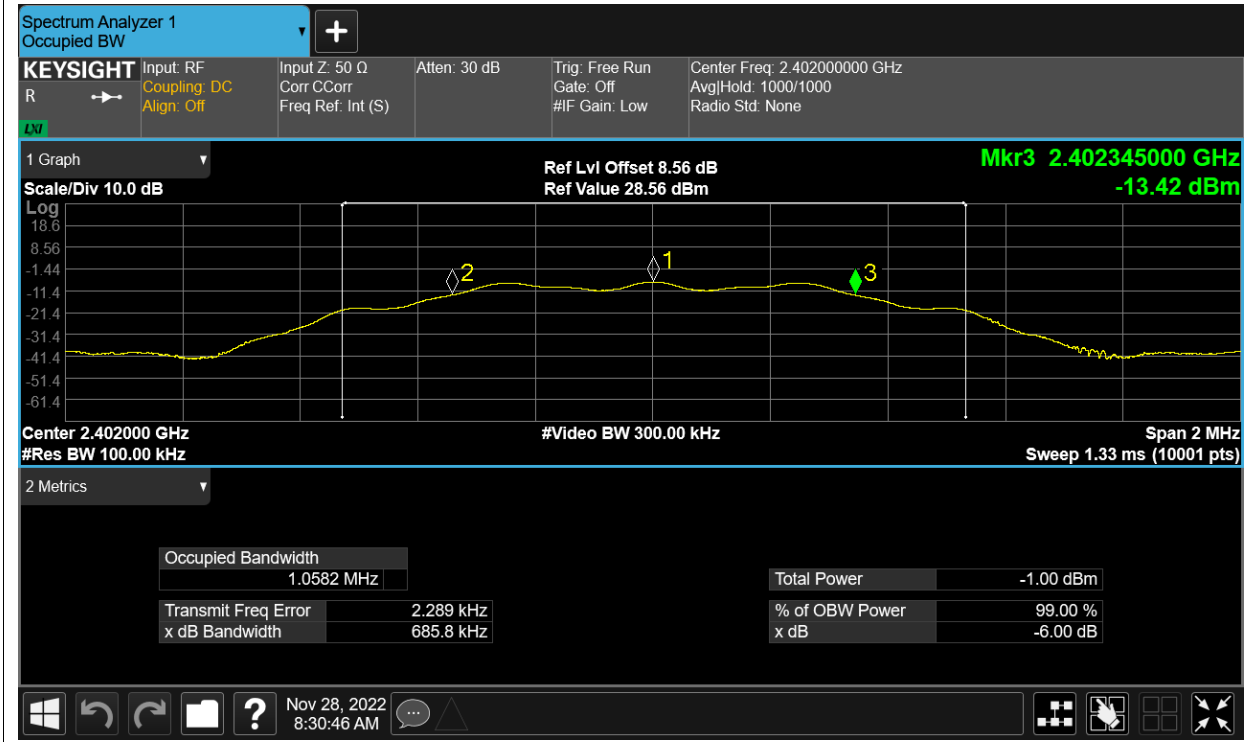 Spectrum Analyzer 1
Occupied BW
KEYSIGHT
R
LXI
Input: RF
Coupling: DC
Align: Off
Input Z: 50 Ω
Corr CCorr
Freq Ref: Int (S)
Atten: 30 dB
Trig: Free Run
Gate: Off
#IF Gain: Low
Center Freq: 2.402000000 GHz
Avg|Hold: 1000/1000
Radio Std: None
1 Graph
Scale/Div 10.0 dB
Ref Lvl Offset 8.56 dB
Ref Value 28.56 dBm
Mkr3 2.402345000 GHz
-13.42 dBm
Log
18.6
8.56
-1.44
-11.4
-21.4
-31.4
-41.4
-51.4
-61.4
2
1
3
Center 2.402000 GHz
#Video BW 300.00 kHz
Span 2 MHz
#Res BW 100.00 kHz
Sweep 1.33 ms (10001 pts)
2 Metrics
Occupied Bandwidth
1.0582 MHz
Total Power -1.00 dBm
Transmit Freq Error 2.289 kHz
% of OBW Power 99.00 %
x dB Bandwidth 685.8 kHz
x dB -6.00 dB
?
Nov 28, 2022
8:30:46 AM